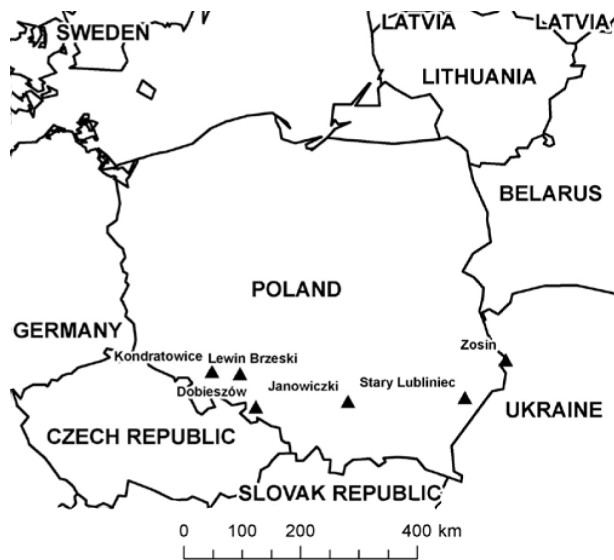 SWEDEN
LATVIA
LATVIA
LITHUANIA
BELARUS
POLAND
GERMANY
Zosin
Kondratowice
Lewin Brzeski
Dobieszów
Janowiczki
Stary Lubliniec
UKRAINE
CZECH REPUBLIC
SLOVAK REPUBLIC
0 100 200 400 km